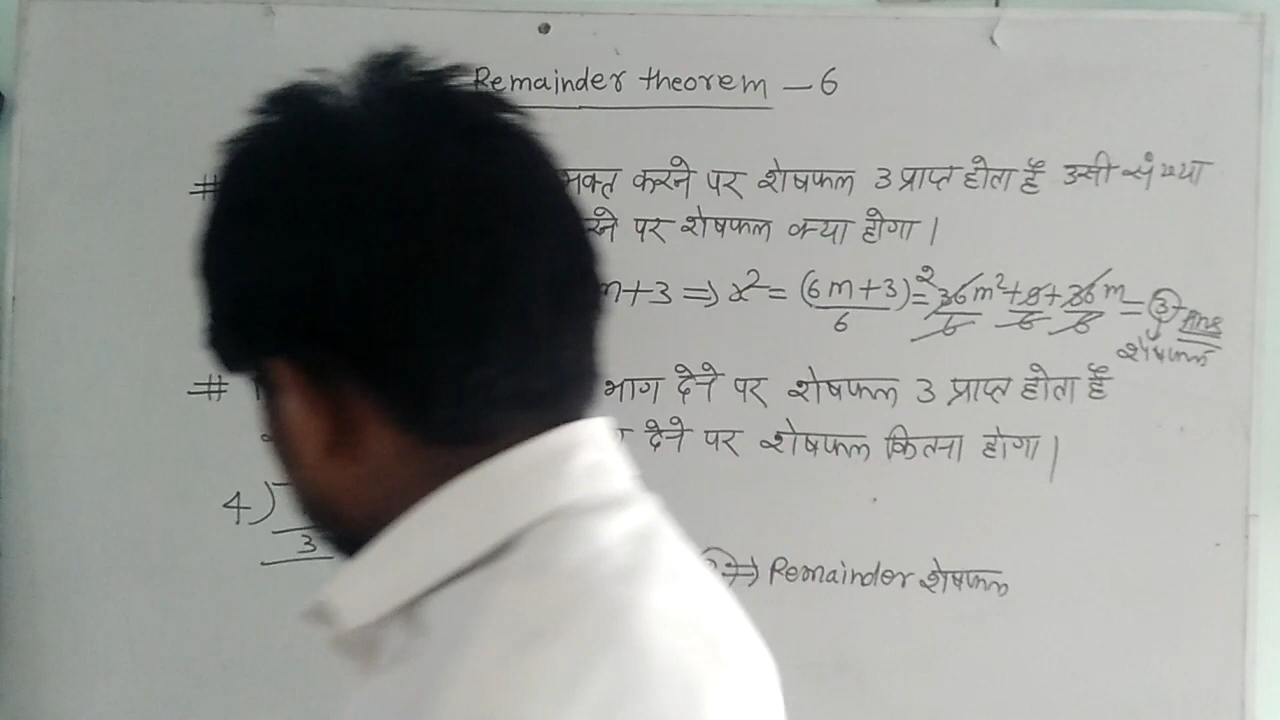 Remainder theorem - 6
# करने पर शेषफल 3 प्राप्त होता है उसी संख्या
पर शेषफल क्या होगा।
m+3 ⇒ x² = (6m+3)²/6 = 36m²/6 + 9/6 + 36m/6 = 3 Ans
शेषफल
# भाग देने पर शेषफल 3 प्राप्त होता है
देने पर शेषफल कितना होगा।
4)
3
⇒ Remainder शेषफल